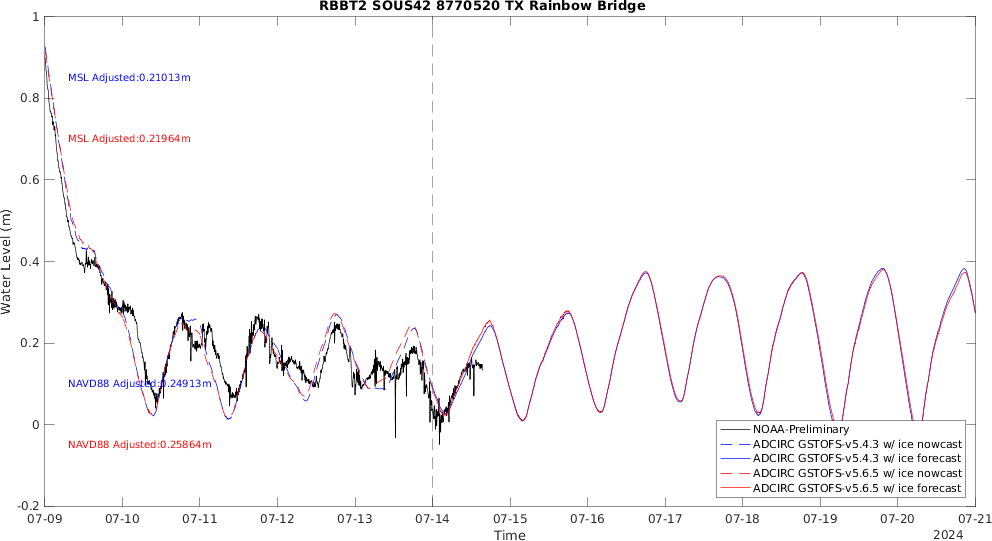 RBBT2 SOUS42 8770520 TX Rainbow Bridge
1
MSL Adjusted:0.21013m
0.8
MSL Adjusted:0.21964m
0.6
Water Level (m)
0.4
0.2
NAVD88 Adjusted:0.24913m
0
NAVD88 Adjusted:0.25864m
NOAA-Preliminary
ADCIRC GSTOFS-v5.4.3 w/ ice nowcast
ADCIRC GSTOFS-v5.4.3 w/ ice forecast
ADCIRC GSTOFS-v5.6.5 w/ ice nowcast
ADCIRC GSTOFS-v5.6.5 w/ ice forecast
-0.2
07-09 07-10 07-11 07-12 07-13 07-14 07-15 07-16 07-17 07-18 07-19 07-20 07-21
Time
2024